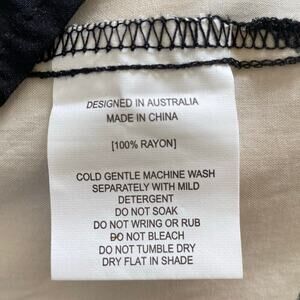 DESIGNED IN AUSTRALIA
MADE IN CHINA
[100% RAYON]
COLD GENTLE MACHINE WASH
SEPARATELY WITH MILD
DETERGENT
DO NOT SOAK
DO NOT WRING OR RUB
DO NOT BLEACH
DO NOT TUMBLE DRY
DRY FLAT IN SHADE